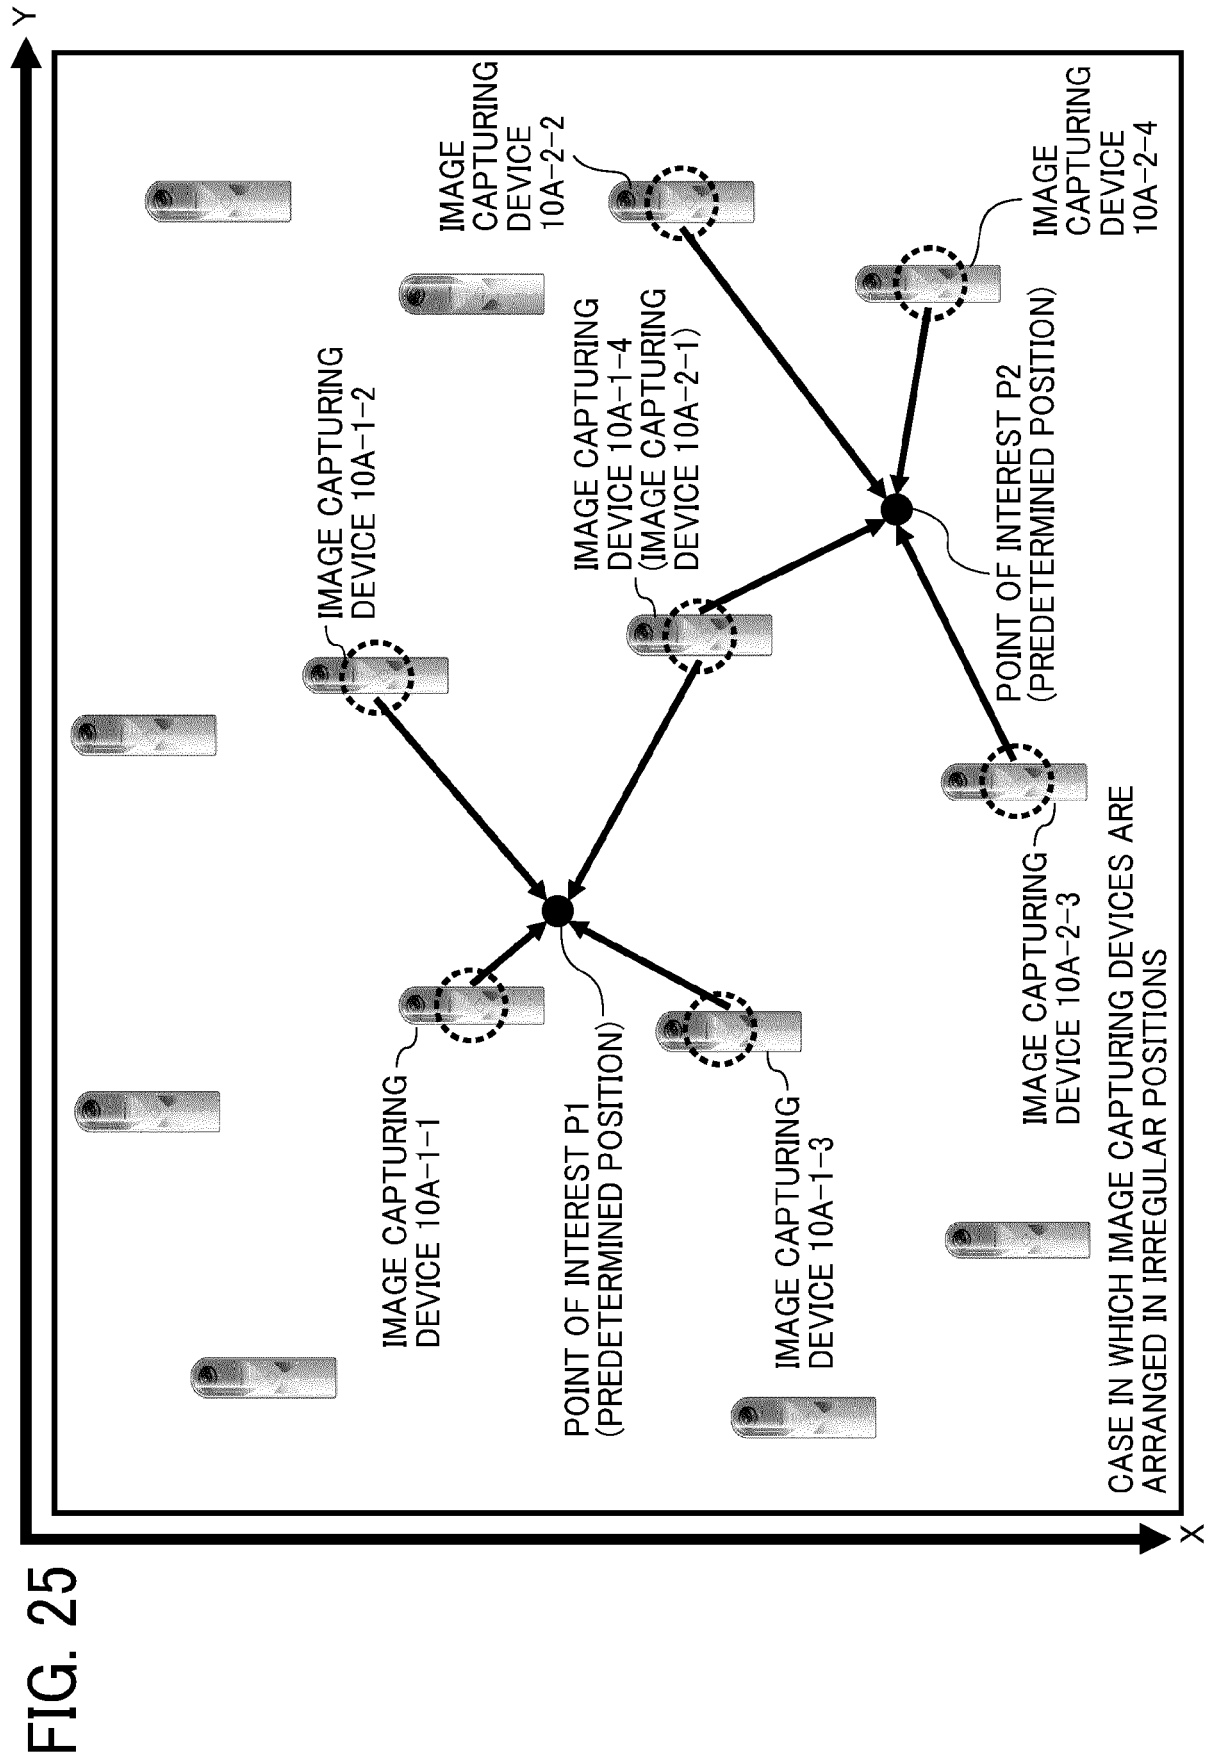 FIG. 25
Y
X
IMAGE CAPTURING
DEVICE 10A-1-1
IMAGE CAPTURING
DEVICE 10A-1-2
IMAGE
CAPTURING
DEVICE
10A-2-2
POINT OF INTEREST P1
(PREDETERMINED POSITION)
IMAGE CAPTURING
DEVICE 10A-1-4
(IMAGE CAPTURING
DEVICE 10A-2-1)
IMAGE CAPTURING
DEVICE 10A-1-3
POINT OF INTEREST P2
(PREDETERMINED POSITION)
IMAGE
CAPTURING
DEVICE
10A-2-4
IMAGE CAPTURING
DEVICE 10A-2-3
CASE IN WHICH IMAGE CAPTURING DEVICES ARE
ARRANGED IN IRREGULAR POSITIONS